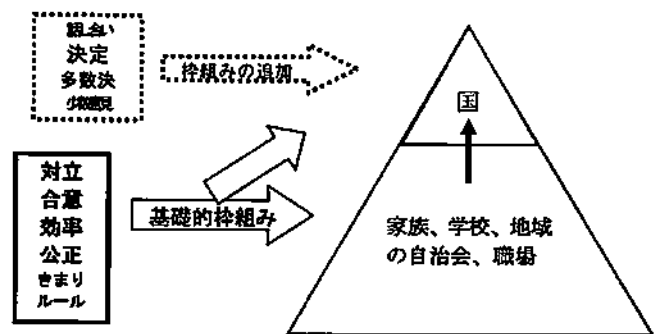 話し合い
決定
多数決
少数意見
枠組みの追加
国
対立
合意
効率
公正
きまり
ルール
基礎的枠組み
家族、学校、地域
の自治会、職場